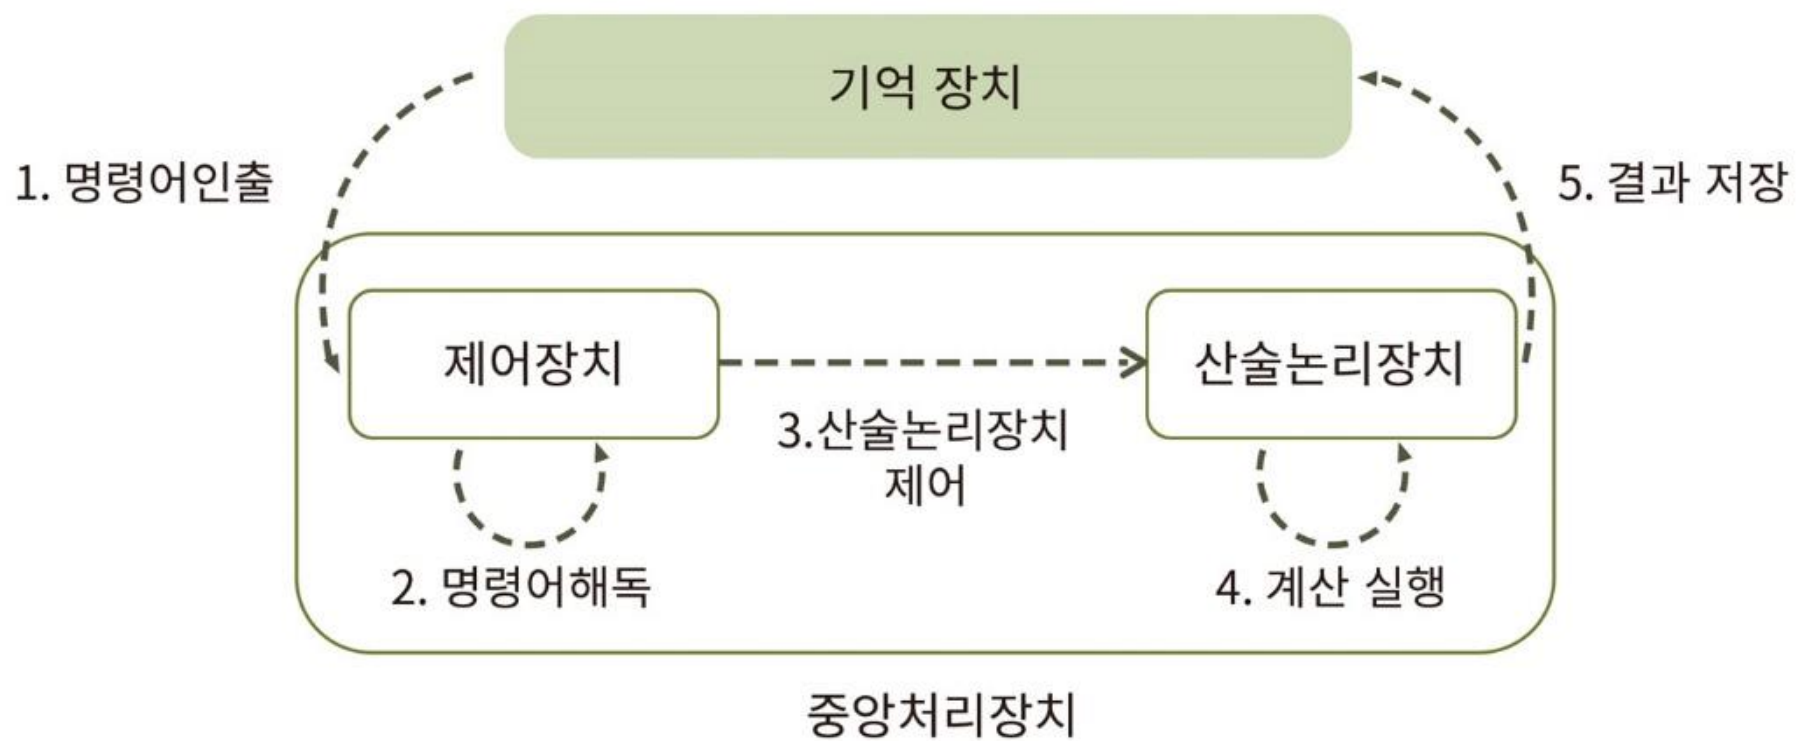 기억 장치
1. 명령어인출
5. 결과 저장
제어장치
산술논리장치
3.산술논리장치
제어
2. 명령어해독
4. 계산 실행
중앙처리장치